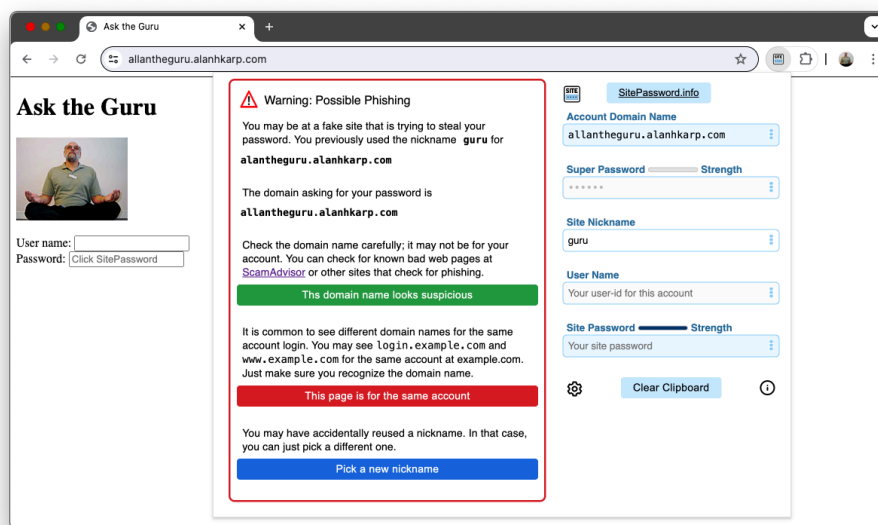 Ask the Guru
allantheguru.alanhkarp.com
Ask the Guru
User name:
Password: Click SitePassword
Warning: Possible Phishing
You may be at a fake site that is trying to steal your
password. You previously used the nickname guru for
alantheguru.alanhkarp.com
The domain asking for your password is
allantheguru.alanhkarp.com
Check the domain name carefully; it may not be for your
account. You can check for known bad web pages at
ScamAdvisor or other sites that check for phishing.
Ths domain name looks suspicious
It is common to see different domain names for the same
account login. You may see login.example.com and
www.example.com for the same account at example.com.
Just make sure you recognize the domain name.
This page is for the same account
You may have accidentally reused a nickname. In that case,
you can just pick a different one.
Pick a new nickname
SITE
SitePassword.info
Account Domain Name
allantheguru.alanhkarp.com
Super Password Strength
Site Nickname
guru
User Name
Your user-id for this account
Site Password Strength
Your site password
Clear Clipboard